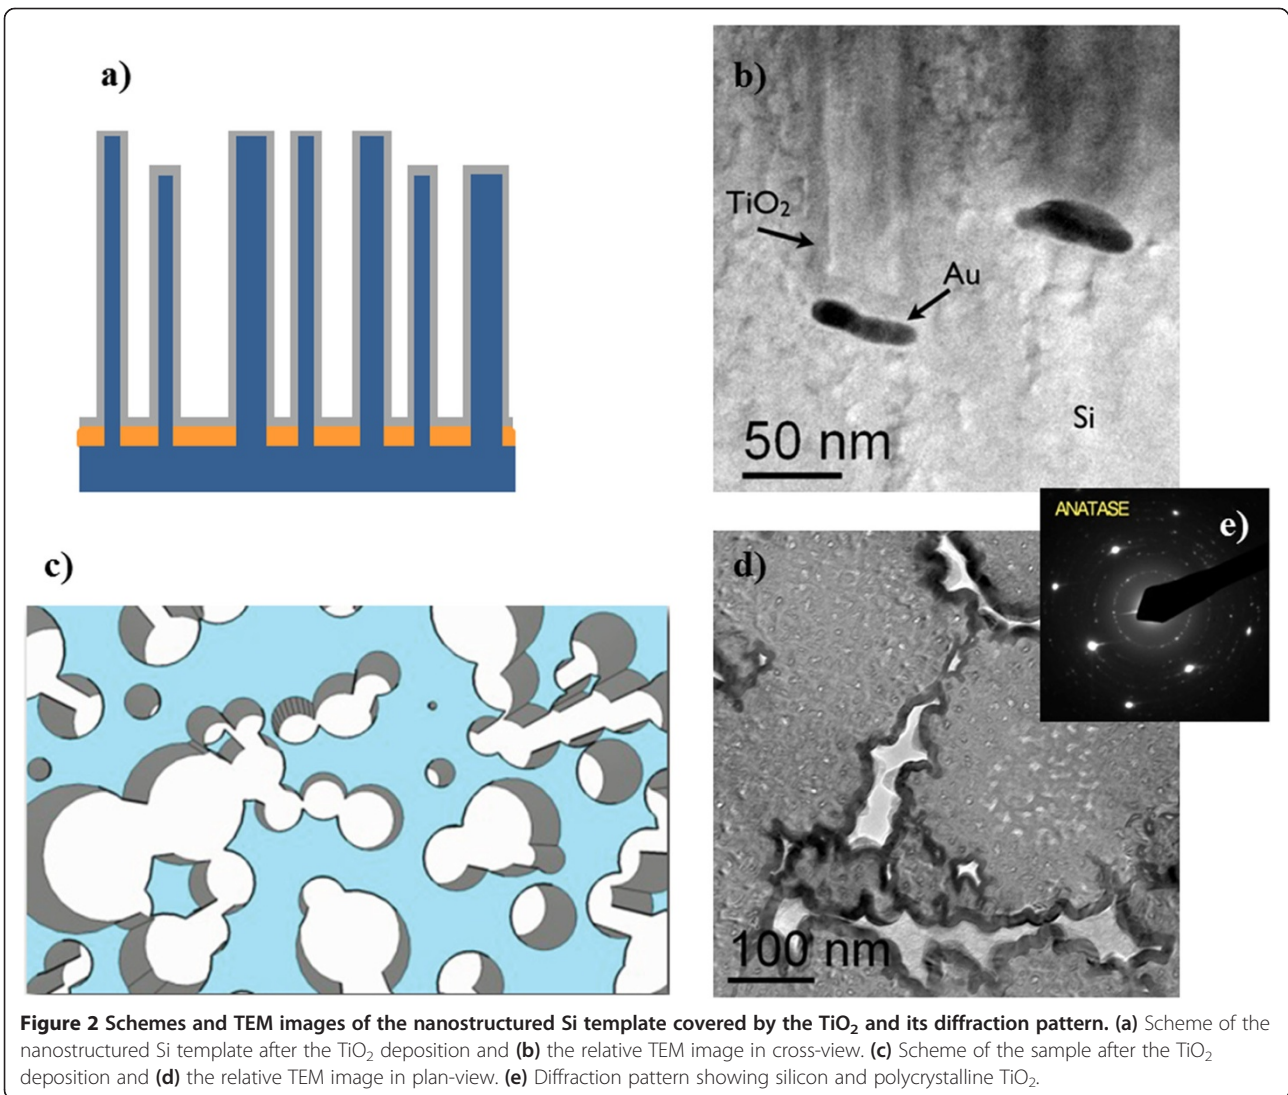 a)
b)
TiO₂
Au
Si
50 nm
c)
d)
100 nm
ANATASE
e)
Figure 2 Schemes and TEM images of the nanostructured Si template covered by the TiO₂ and its diffraction pattern. (a) Scheme of the
nanostructured Si template after the TiO₂ deposition and (b) the relative TEM image in cross-view. (c) Scheme of the sample after the TiO₂
deposition and (d) the relative TEM image in plan-view. (e) Diffraction pattern showing silicon and polycrystalline TiO₂.